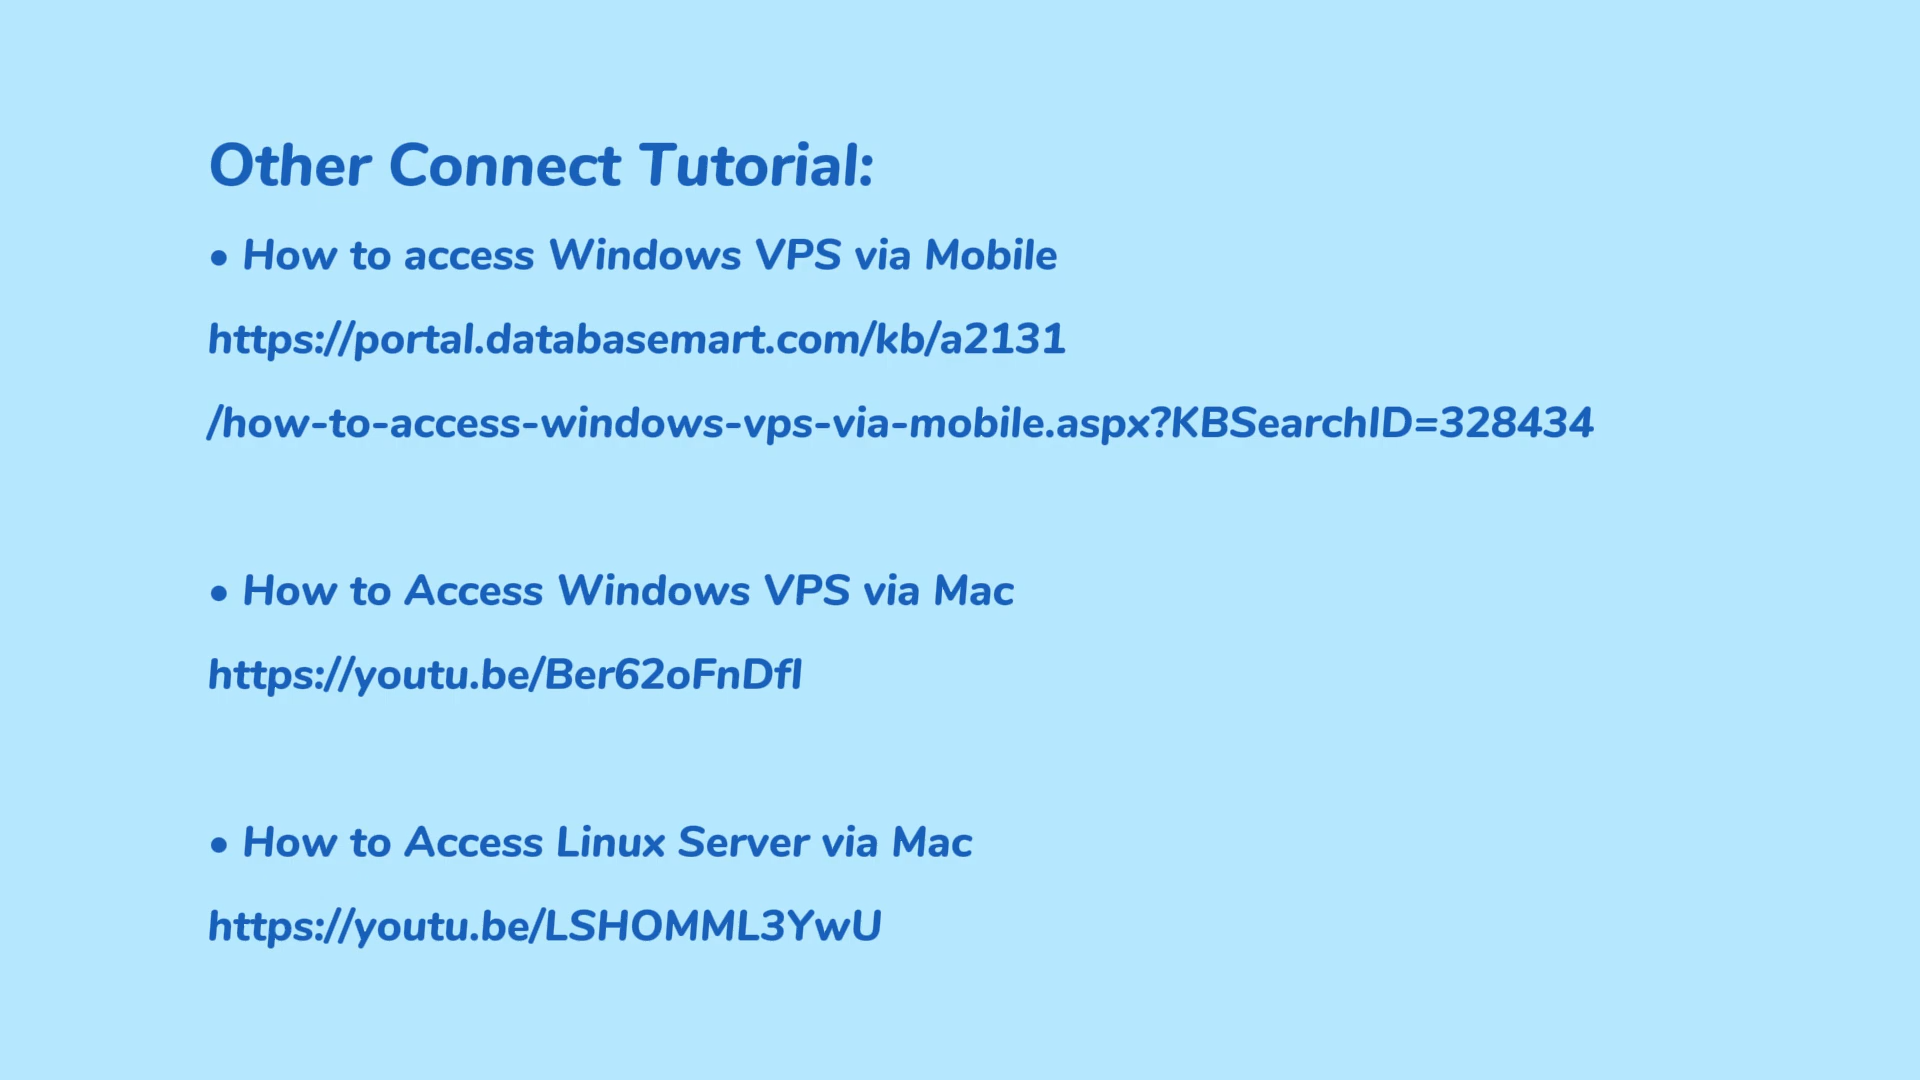 Other Connect Tutorial:
• How to access Windows VPS via Mobile
https://portal.databasemart.com/kb/a2131
/how-to-access-windows-vps-via-mobile.aspx?KBSearchID=328434
• How to Access Windows VPS via Mac
https://youtu.be/Ber62oFnDfI
• How to Access Linux Server via Mac
https://youtu.be/LSHOMML3YwU